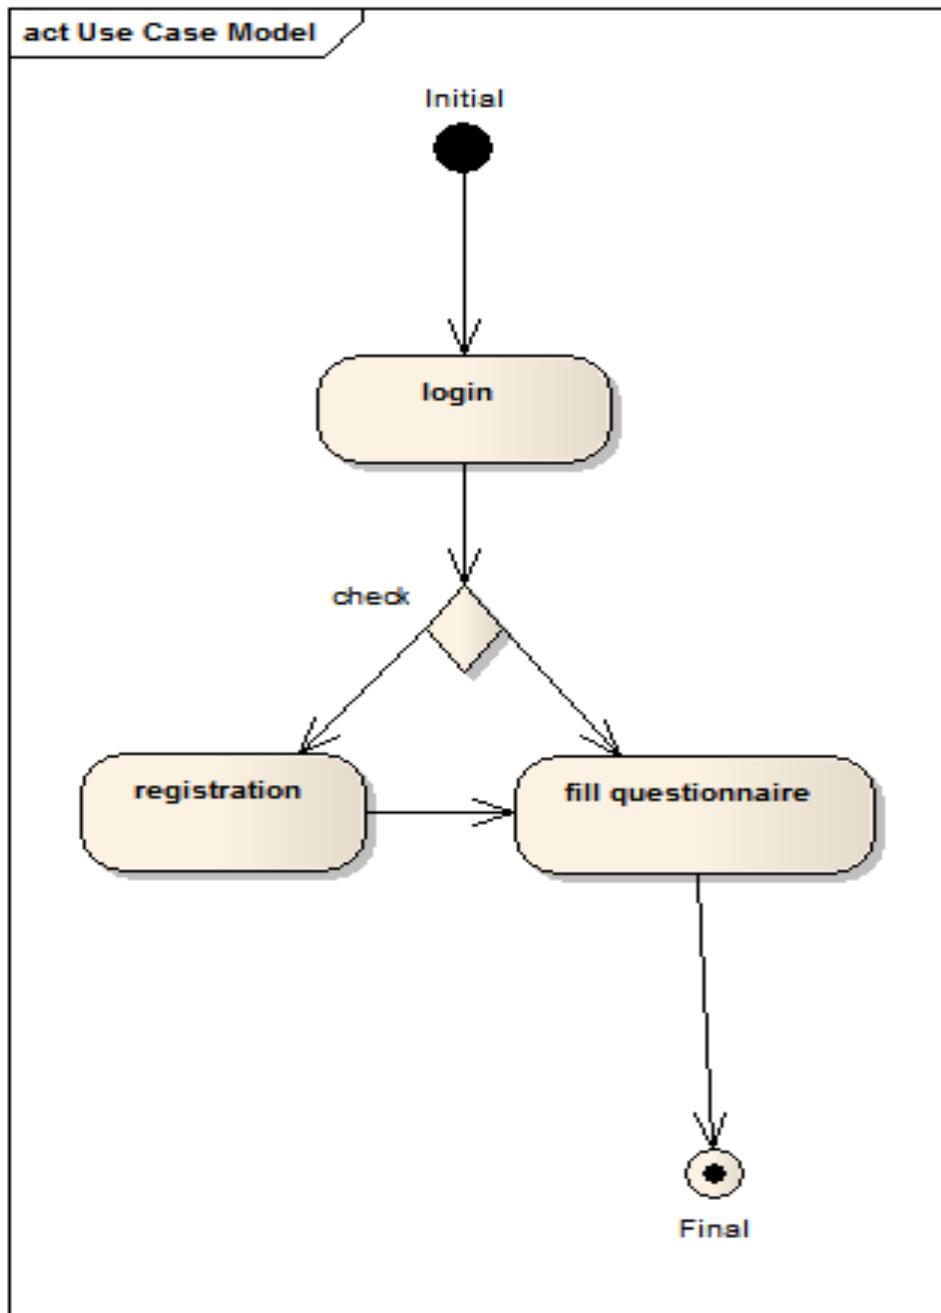 act Use Case Model
Initial
login
check
registration
fill questionnaire
Final